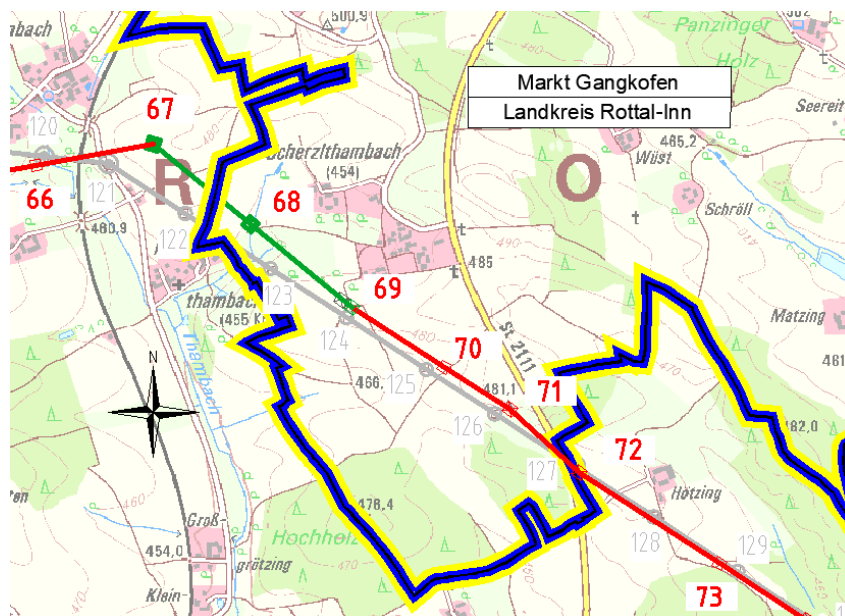 ambach
500,9
Panzinger
Holz
Markt Gangkofen
Landkreis Rottal-Inn
67
Seereit
120
465,2
Scherzlthambach
(454)
Wüst
66
121
R
O
68
Schröll
122
480,9
490
485
123
69
thambach
(455
124
Matzing
St 2111
466,
70
461
125
481,1
71
N
Thambach
126
482,0
72
127
476,4
Hötzing
Groß-
Hochholz
128
454,0
grötzing
129
Klein-
73